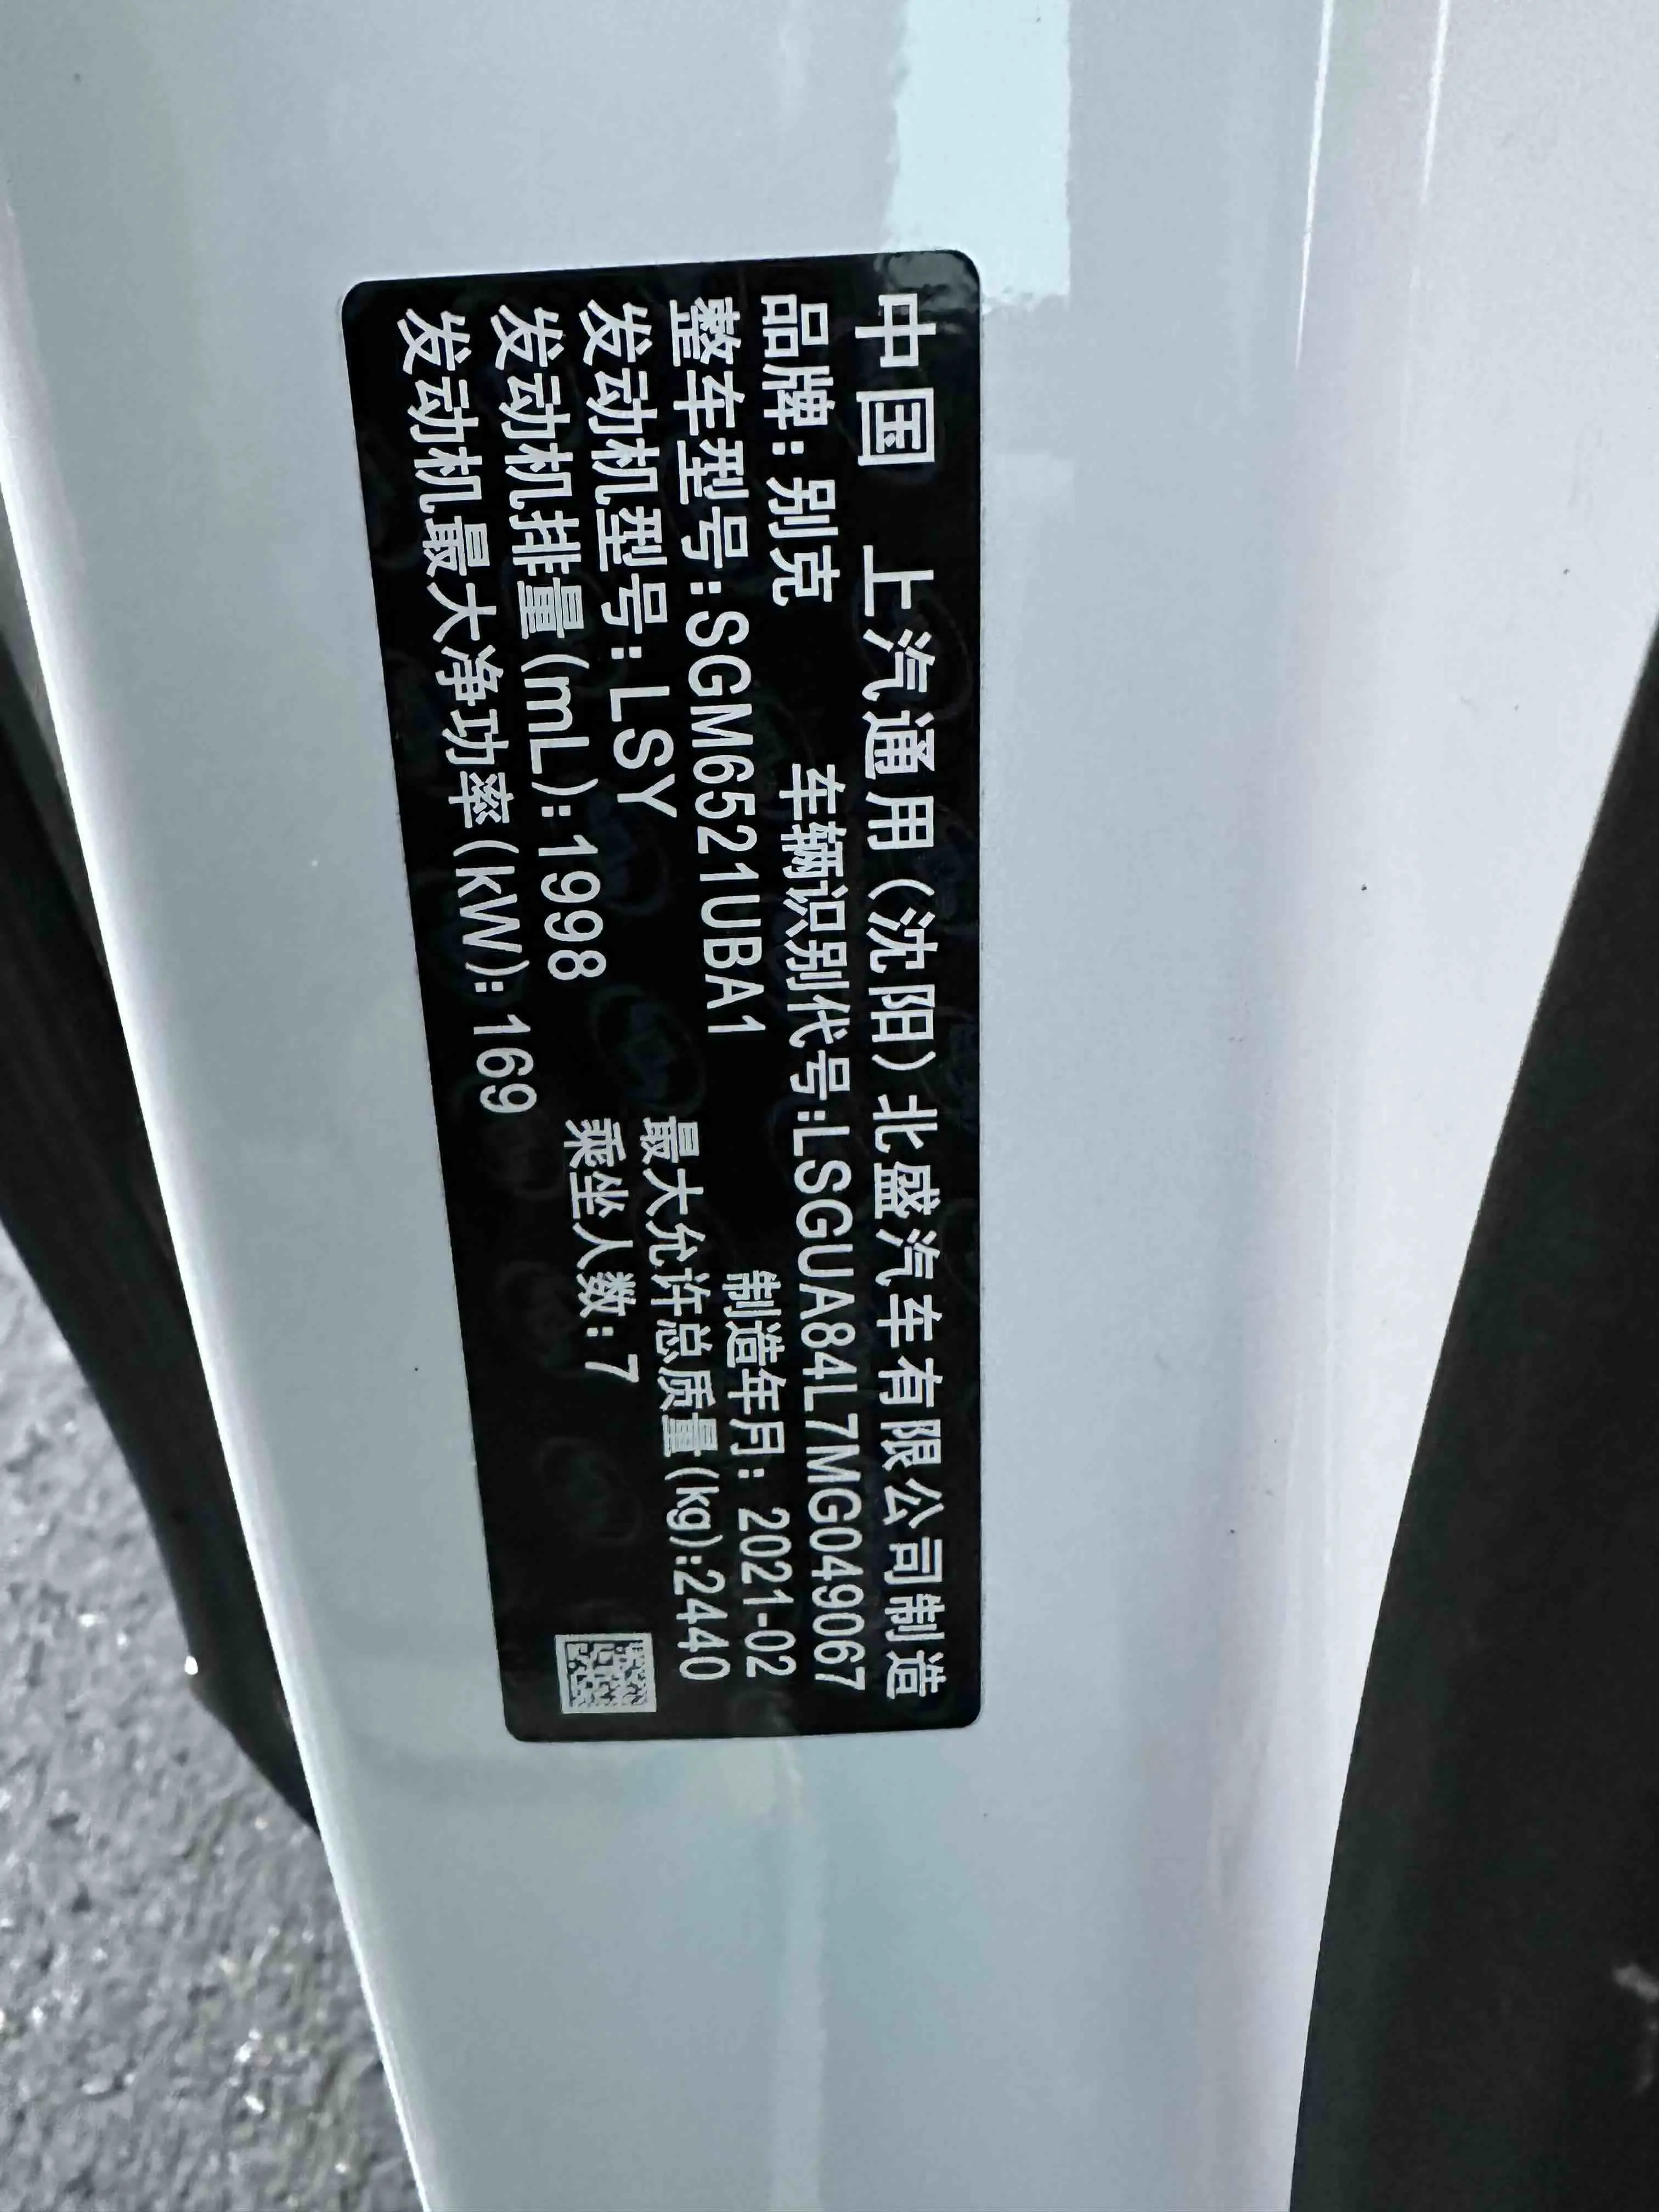 中国 上汽通用(沈阳)北盛汽车有限公司制造
品牌:别克 车辆识别代号:LSGUA84L7MG049067
整车型号:SGM6521UBA1 制造年月:2021-02
发动机型号:LSY 最大允许总质量(kg):2440
发动机排量(mL):1998 乘坐人数:7
发动机最大净功率(kW):169